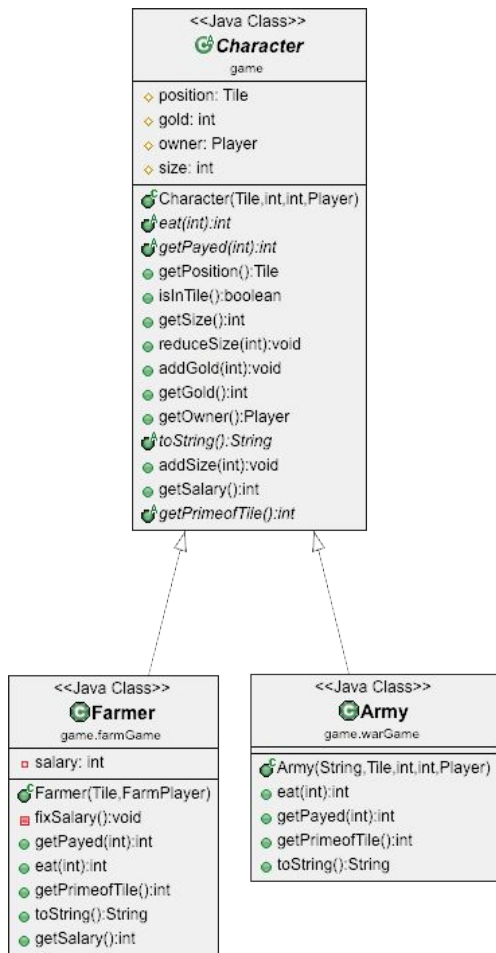 <<Java Class>>
Character
game
position: Tile
gold: int
owner: Player
size: int
Character(Tile,int,int,Player)
eat(int):int
getPayed(int):int
getPosition():Tile
isInTile():boolean
getSize():int
reduceSize(int):void
addGold(int):void
getGold():int
getOwner():Player
toString():String
addSize(int):void
getSalary():int
getPrimeofTile():int
<<Java Class>>
Farmer
game.farmGame
salary: int
Farmer(Tile,FarmPlayer)
fixSalary():void
getPayed(int):int
eat(int):int
getPrimeofTile():int
toString():String
getSalary():int
<<Java Class>>
Army
game.warGame
Army(String,Tile,int,int,Player)
eat(int):int
getPayed(int):int
getPrimeofTile():int
toString():String